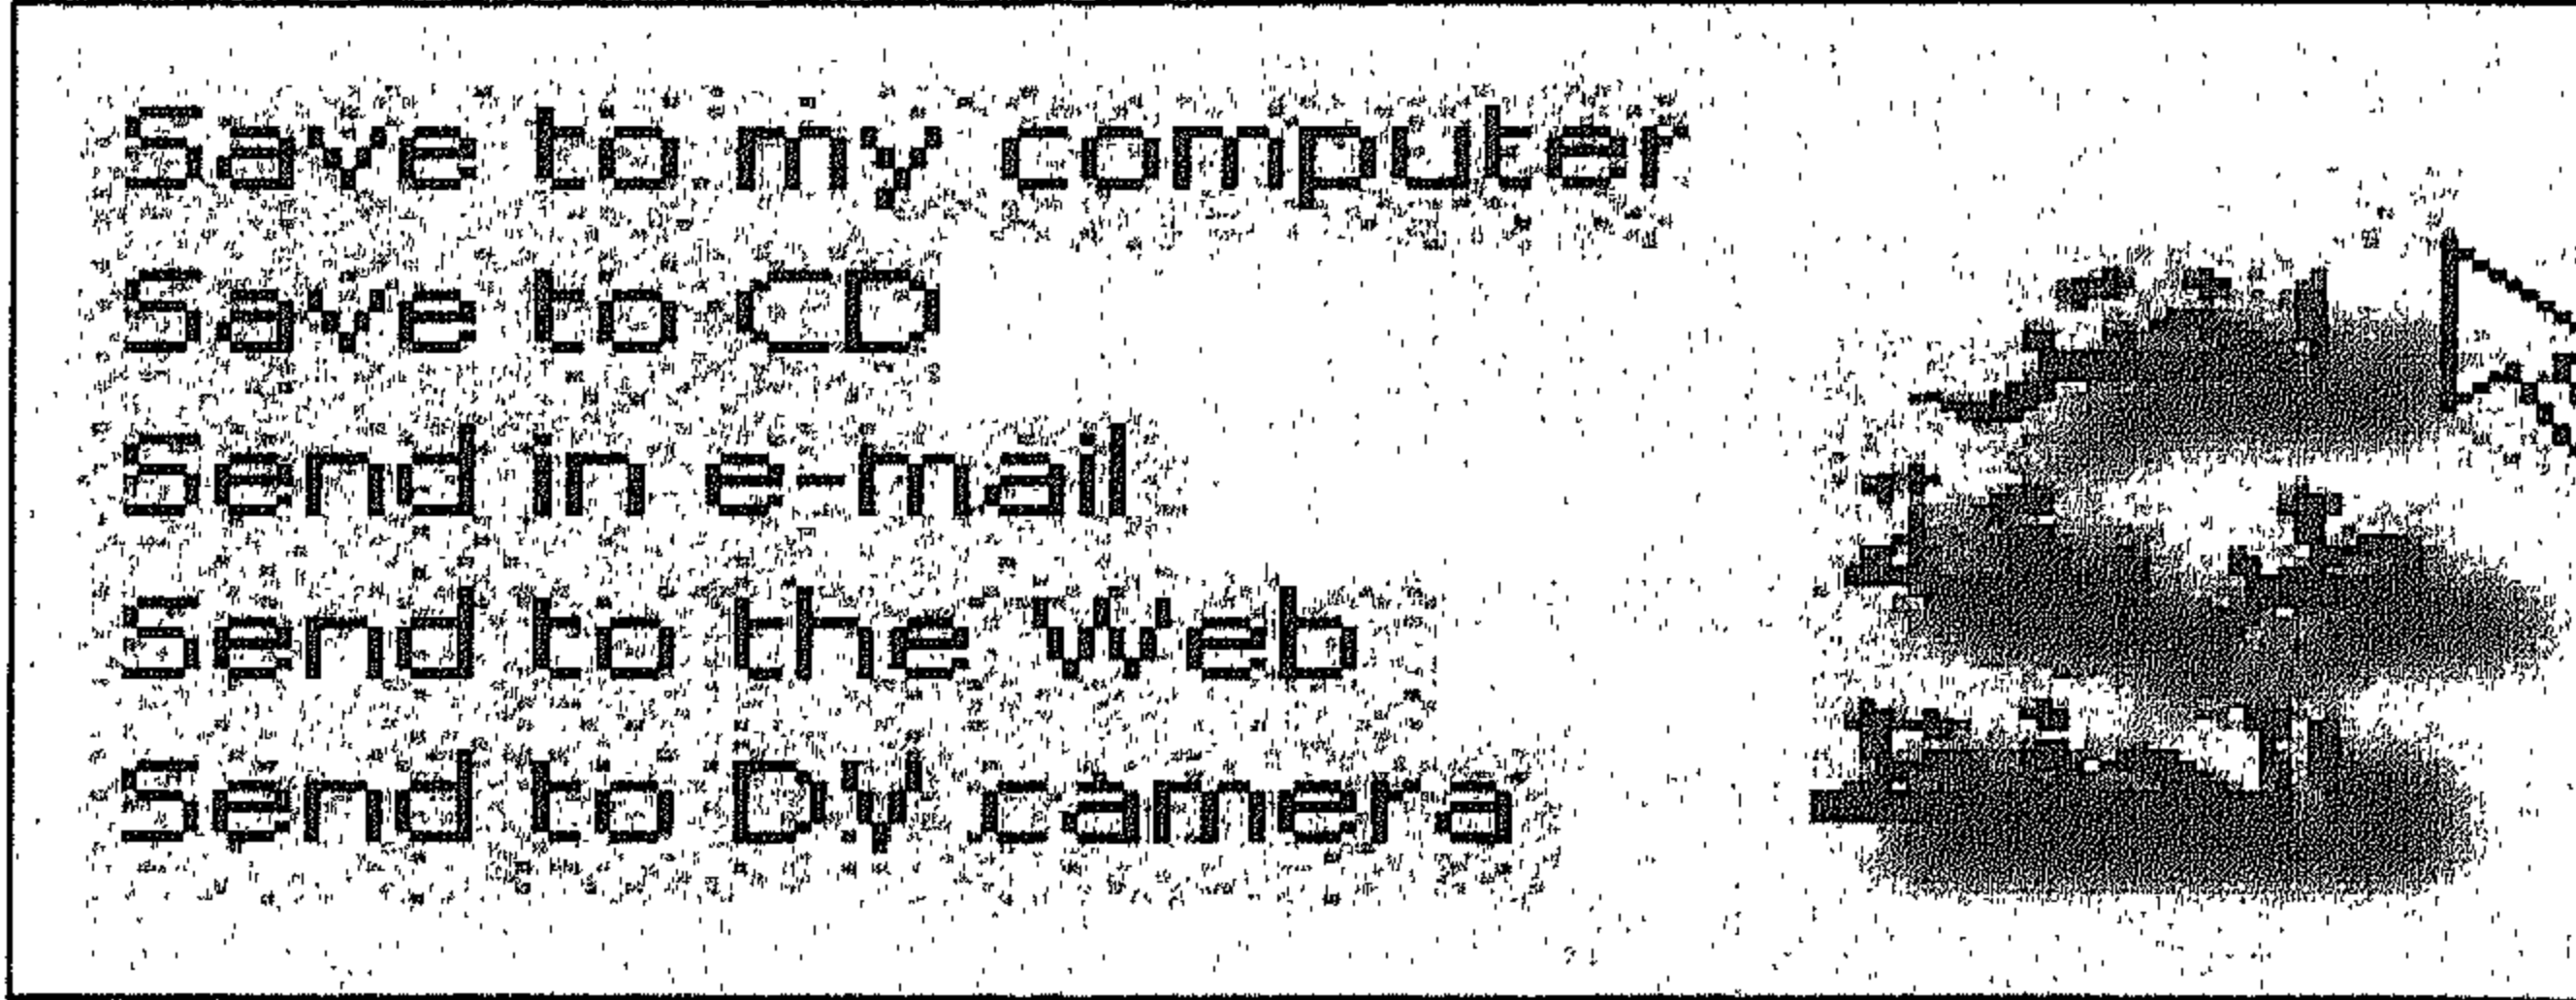 Save to my computer
Save to CD
Send in e-mail
Send to the Web
Send to DV camera